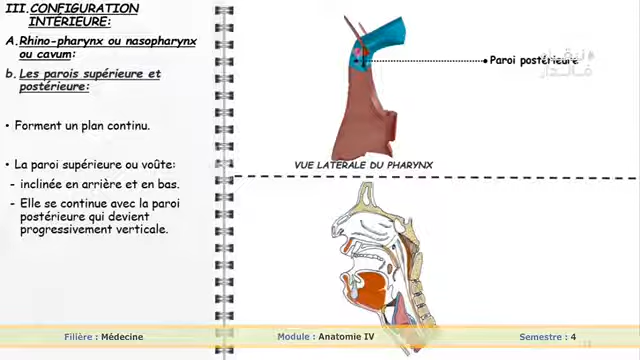 III.CONFIGURATION
INTÉRIEURE:
A.Rhino-pharynx ou nasopharynx
ou cavum:
b. Les parois supérieure et
postérieure:
• Forment un plan continu.
• La paroi supérieure ou voûte:
- inclinée en arrière et en bas.
- Elle se continue avec la paroi
postérieure qui devient
progressivement verticale.
Paroi postérieure
VUE LATERALE DU PHARYNX
Filière : Médecine
Module : Anatomie IV
Semestre : 4